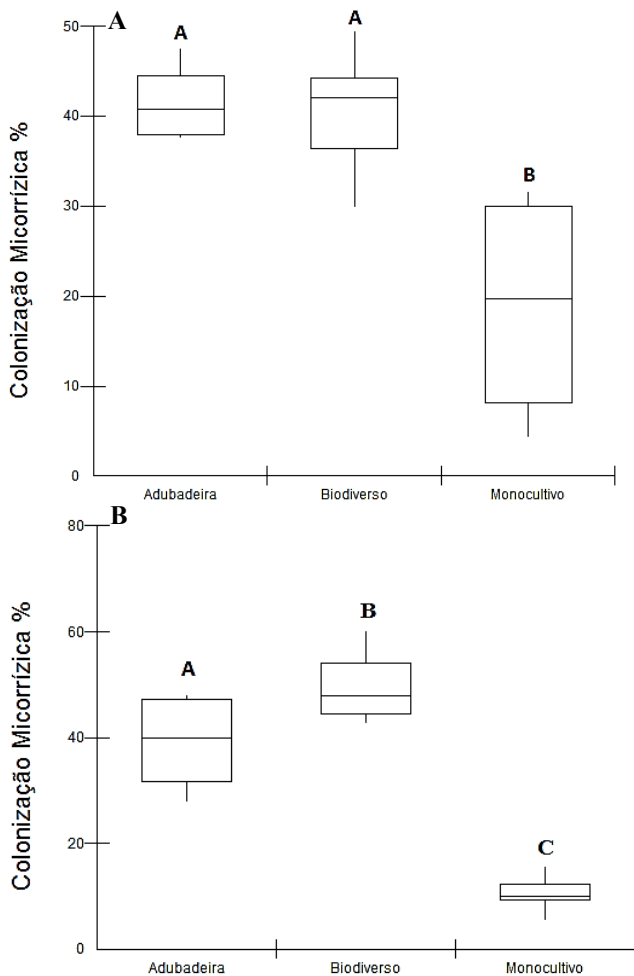 A
50
A
A
40
30
B
20
10
0
Colonização Micorrízica %
Adubadeira Biodiverso Monocultivo
B
80
60
B
A
40
20
C
0
Colonização Micorrízica %
Adubadeira Biodiverso Monocultivo